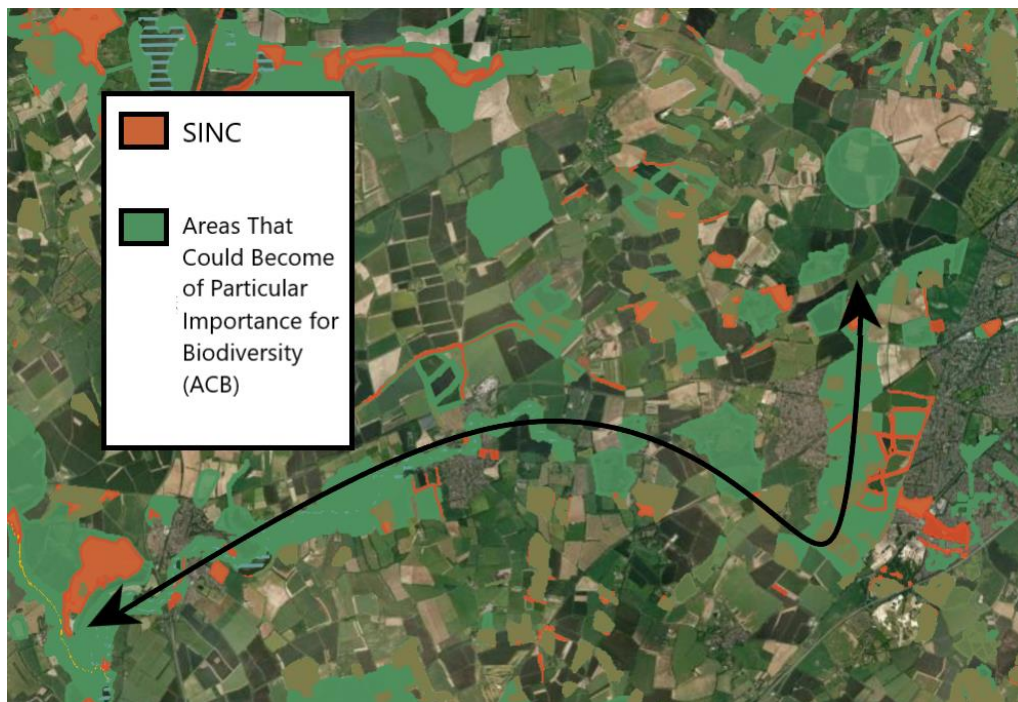 SINC
Areas That
Could Become
of Particular
Importance for
Biodiversity
(ACB)